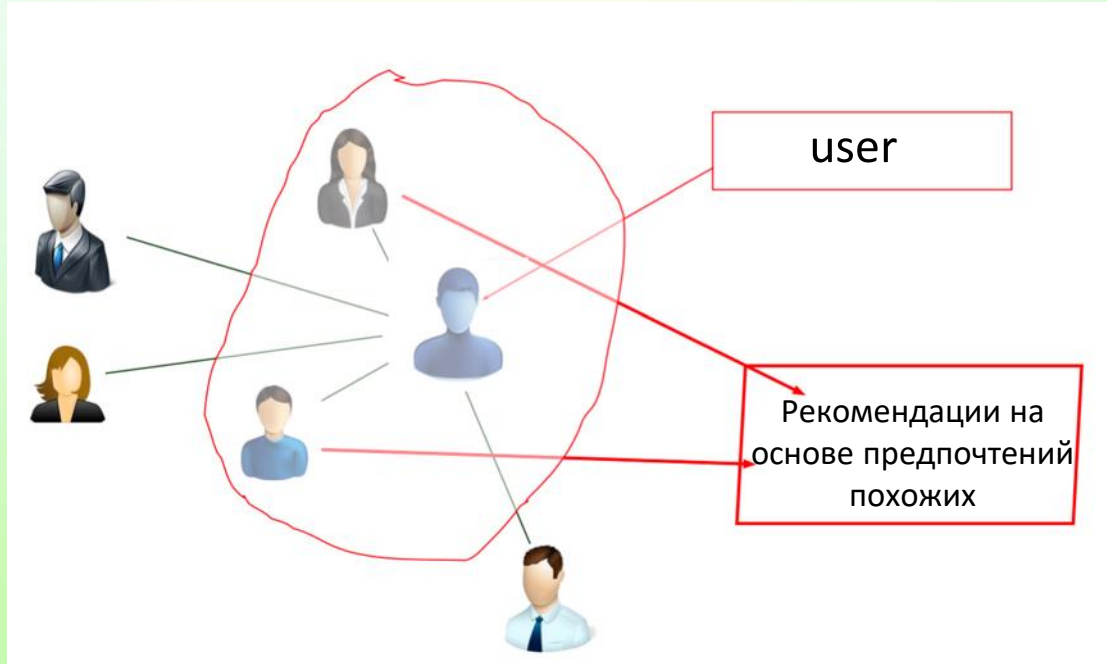 user
Рекомендации на
основе предпочтений
похожих